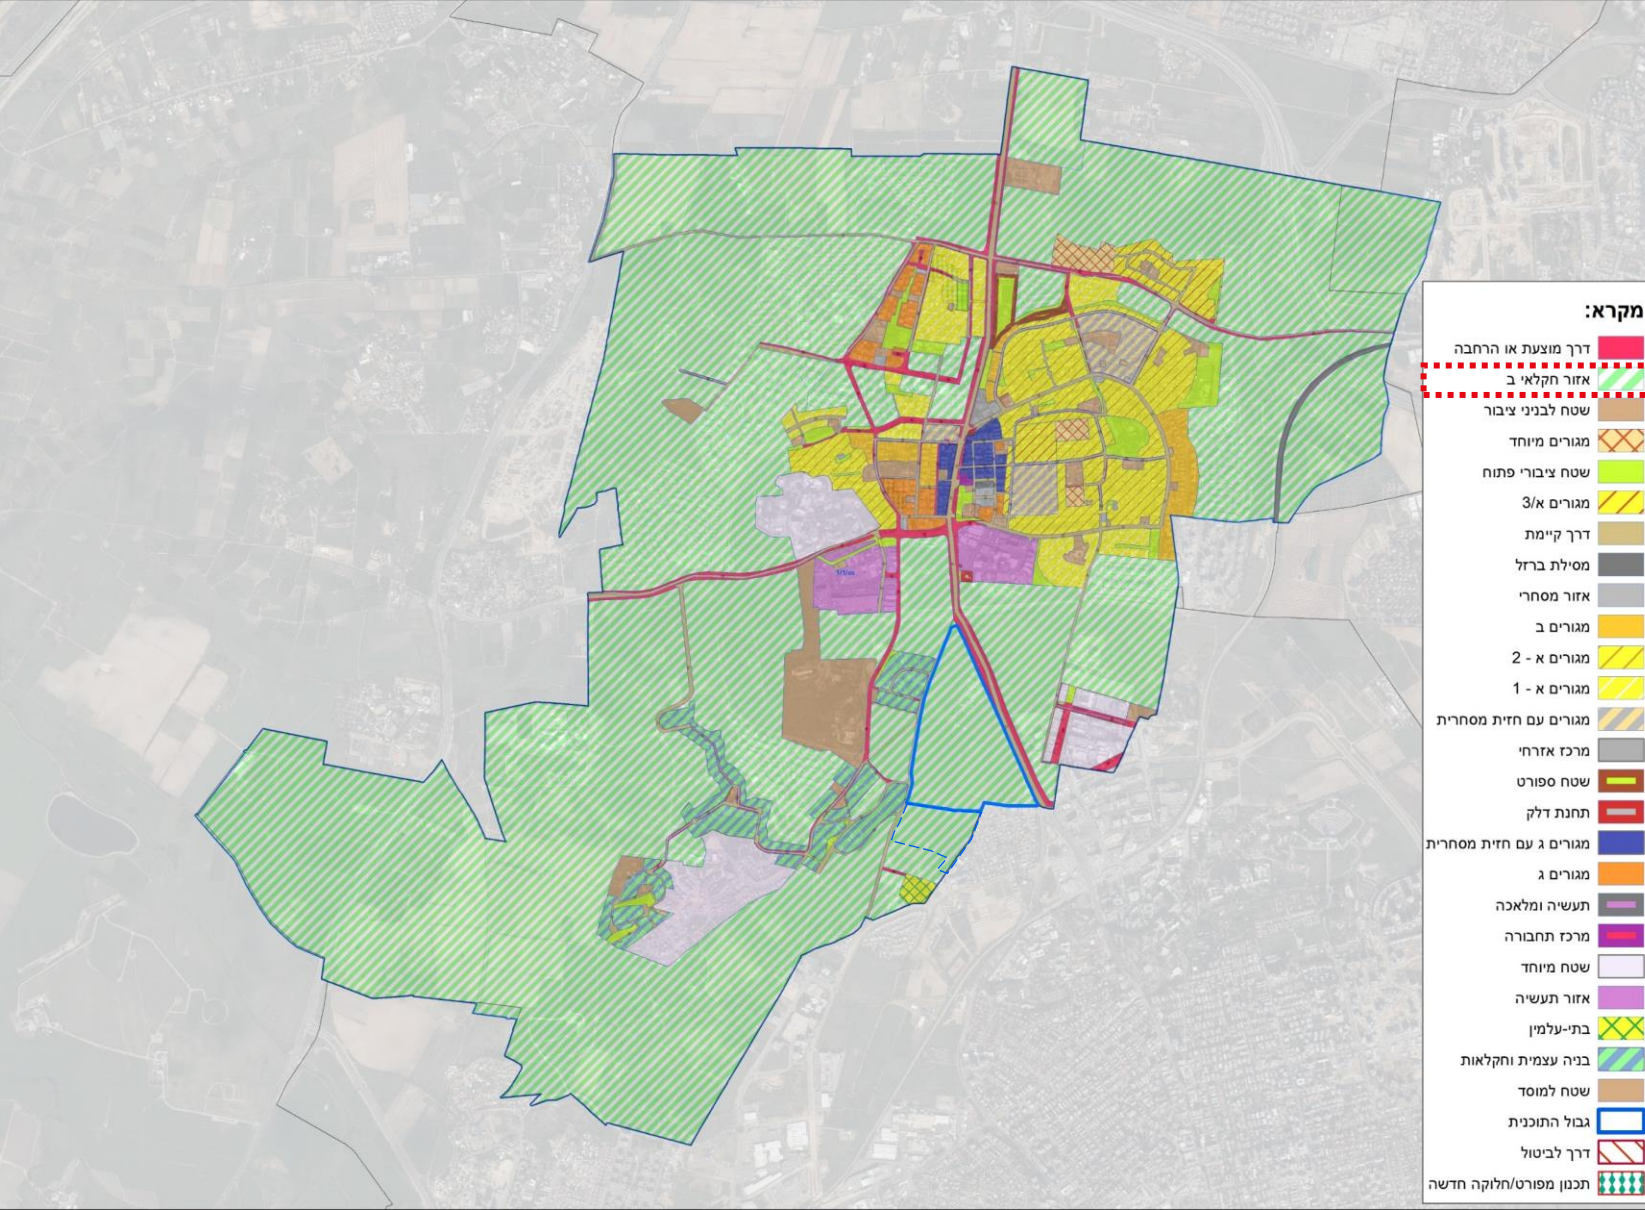 מקרא:
דרך מוצעת או הרחבה
אזור חקלאי ב
שטח לבניני ציבור
מגורים מיוחד
שטח ציבורי פתוח
מגורים א/3
דרך קיימת
מסילת ברזל
אזור מסחרי
מגורים ב
מגורים א - 2
מגורים א - 1
מגורים עם חזית מסחרית
מרכז אזרחי
שטח ספורט
תחנת דלק
מגורים ג עם חזית מסחרית
מגורים ג
תעשיה ומלאכה
מרכז תחבורה
שטח מיוחד
אזור תעשיה
בתי-עלמין
בניה עצמית וחקלאות
שטח למוסד
גבול התוכנית
דרך לביטול
תכנון מפורט/חלוקה חדשה